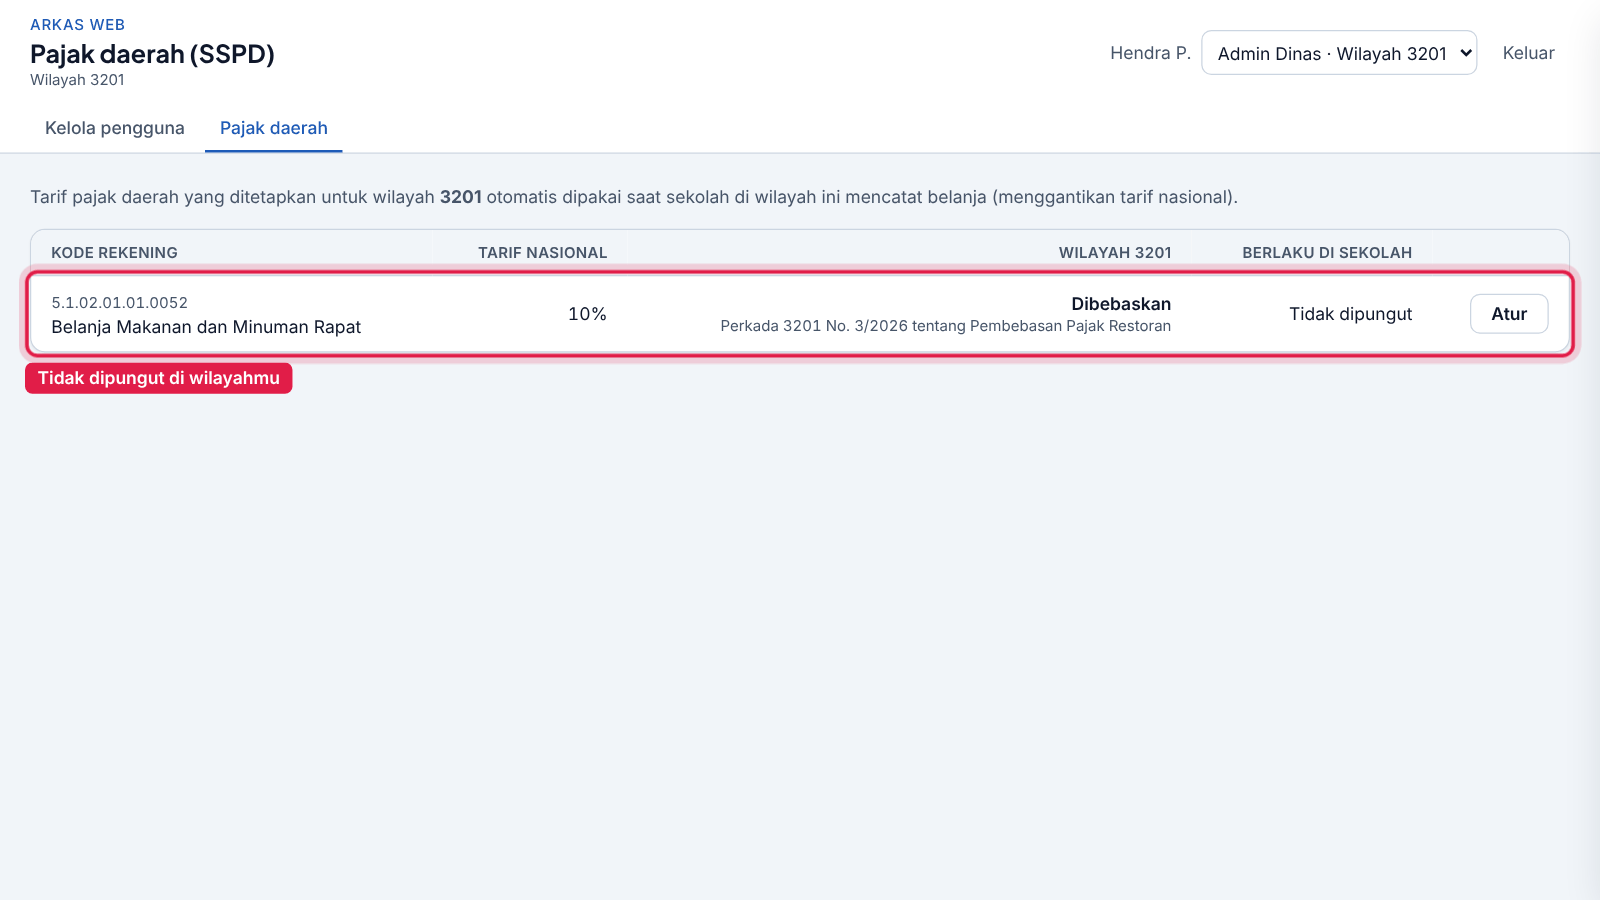 ARKAS WEB
Pajak daerah (SSPD)
Wilayah 3201
Hendra P.
Admin Dinas · Wilayah 3201
Keluar
Kelola pengguna
Pajak daerah
Tarif pajak daerah yang ditetapkan untuk wilayah 3201 otomatis dipakai saat sekolah di wilayah ini mencatat belanja (menggantikan tarif nasional).
KODE REKENING
TARIF NASIONAL
WILAYAH 3201
BERLAKU DI SEKOLAH
5.1.02.01.01.0052
Belanja Makanan dan Minuman Rapat
10%
Dibebaskan
Perkada 3201 No. 3/2026 tentang Pembebasan Pajak Restoran
Tidak dipungut
Atur
Tidak dipungut di wilayahmu